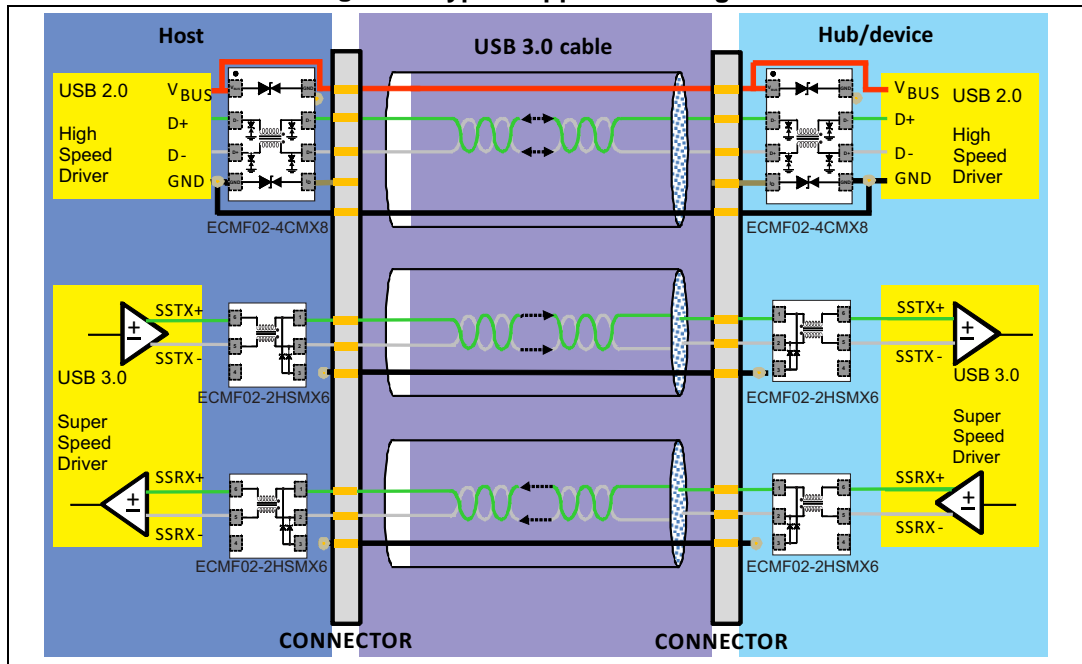 Host
USB 3.0 cable
Hub/device
USB 2.0
High
Speed
Driver
VBUS
D+
D-
GND
ECMF02-4CMX8
VBUS
D+
D-
GND
USB 2.0
High
Speed
Driver
ECMF02-4CMX8
SSTX+
SSTX-
USB 3.0
Super
Speed
Driver
SSRX+
SSRX-
ECMF02-2HSMX6
ECMF02-2HSMX6
ECMF02-2HSMX6
ECMF02-2HSMX6
SSTX+
SSTX-
USB 3.0
Super
Speed
Driver
SSRX+
SSRX-
CONNECTOR
CONNECTOR